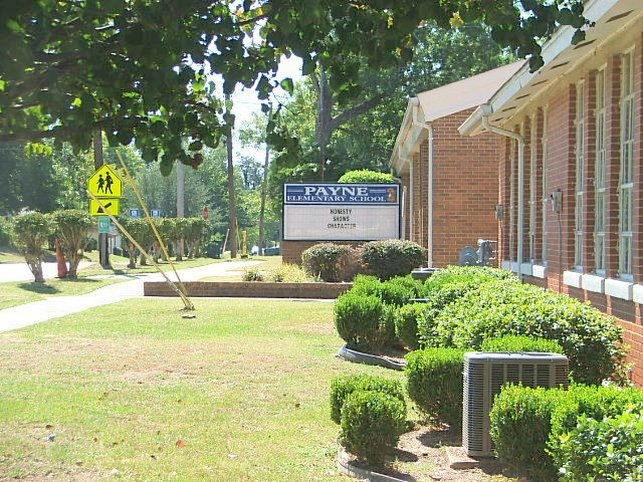 PAYNE
ELEMENTARY SCHOOL
HONESTY
SHOWS
CHARACTER